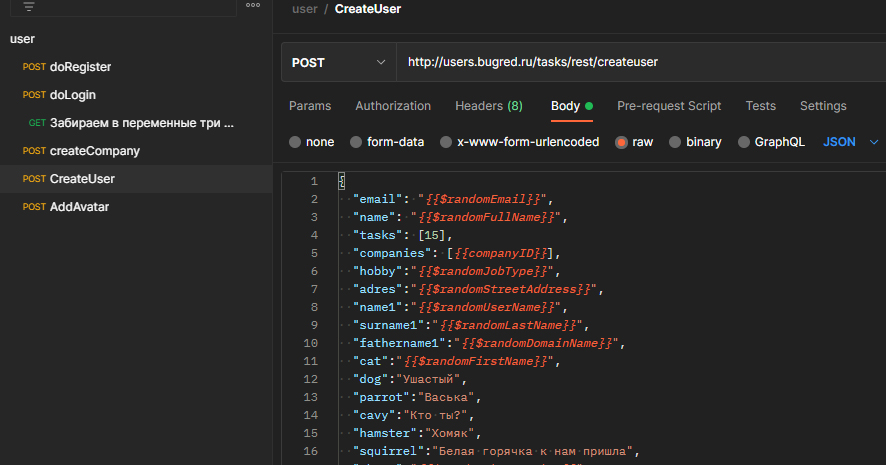 user / CreateUser
user
POST doRegister
POST doLogin
GET Забираем в переменные три ...
POST createCompany
POST CreateUser
POST AddAvatar
POST http://users.bugred.ru/tasks/rest/createuser
Params Authorization Headers (8) Body Pre-request Script Tests Settings
none form-data x-www-form-urlencoded raw binary GraphQL JSON
1 {
2 "email": "{{$randomEmail}}",
3 "name": "{{$randomFullName}}",
4 "tasks": [15],
5 "companies": [{{companyID}}],
6 "hobby":"{{$randomJobType}}",
7 "adres":"{{$randomStreetAddress}}",
8 "name1":"{{$randomUserName}}",
9 "surname1":"{{$randomLastName}}",
10 "fathername1":"{{$randomDomainName}}",
11 "cat":"{{$randomFirstName}}",
12 "dog":"Ушастый",
13 "parrot":"Васька",
14 "cavy":"Кто ты?",
15 "hamster":"Хомяк",
16 "squirrel":"Белая горячка к нам пришла",